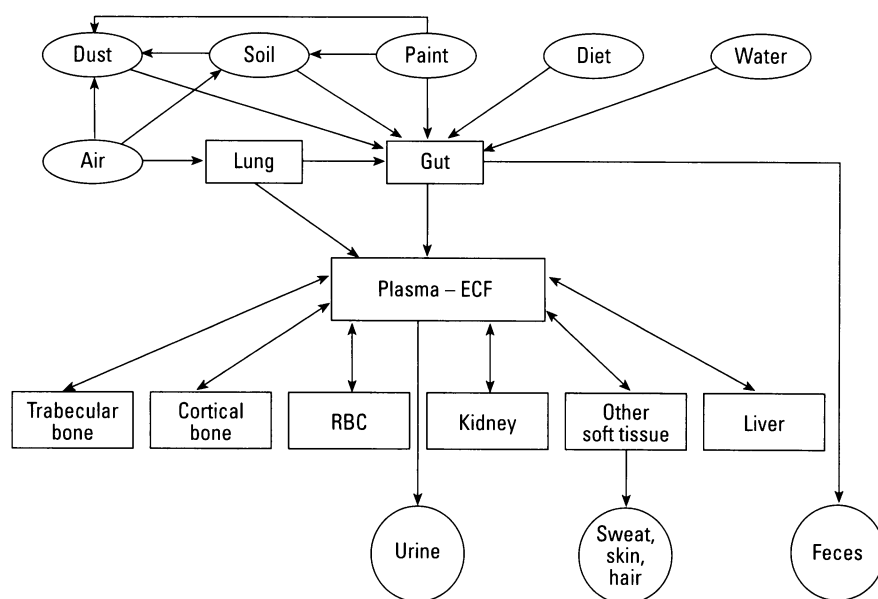 Dust
Soil
Paint
Diet
Water
Air
Lung
Gut
Plasma – ECF
Trabecular
bone
Cortical
bone
RBC
Kidney
Other
soft tissue
Liver
Urine
Sweat,
skin,
hair
Feces